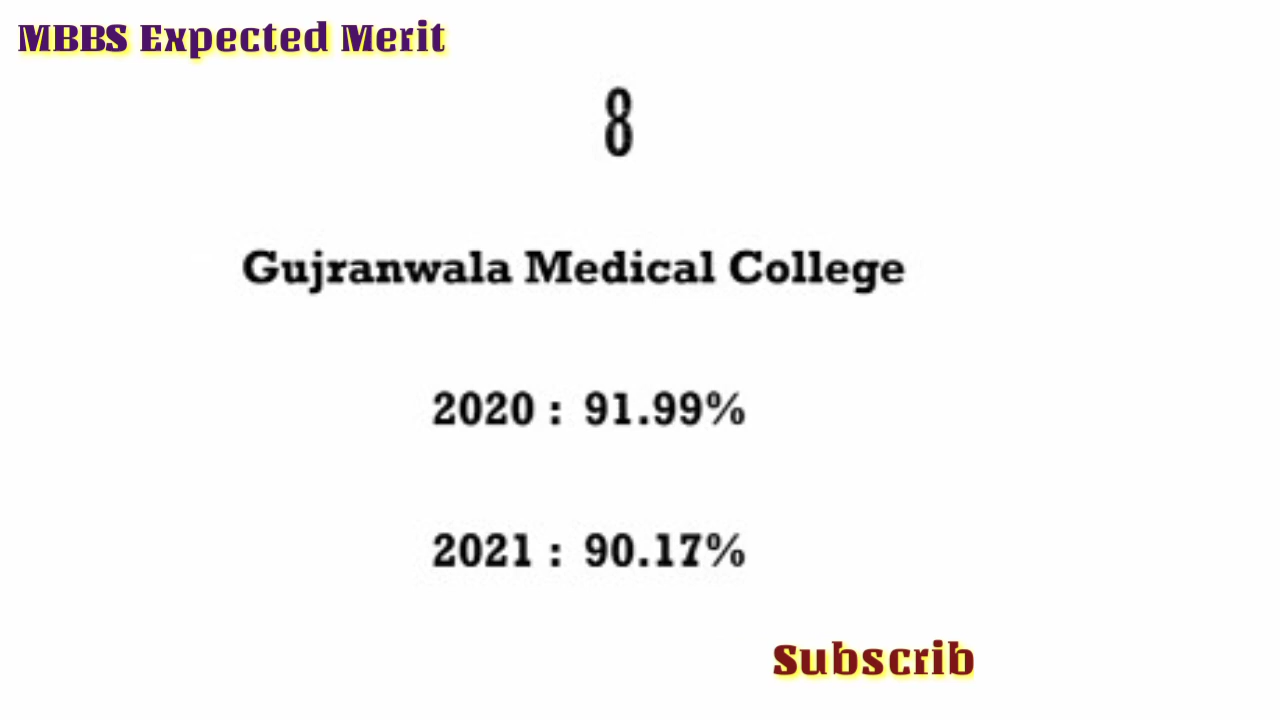 MBBS Expected Merit
8
Gujranwala Medical College
2020 : 91.99%
2021 : 90.17%
Subscrib